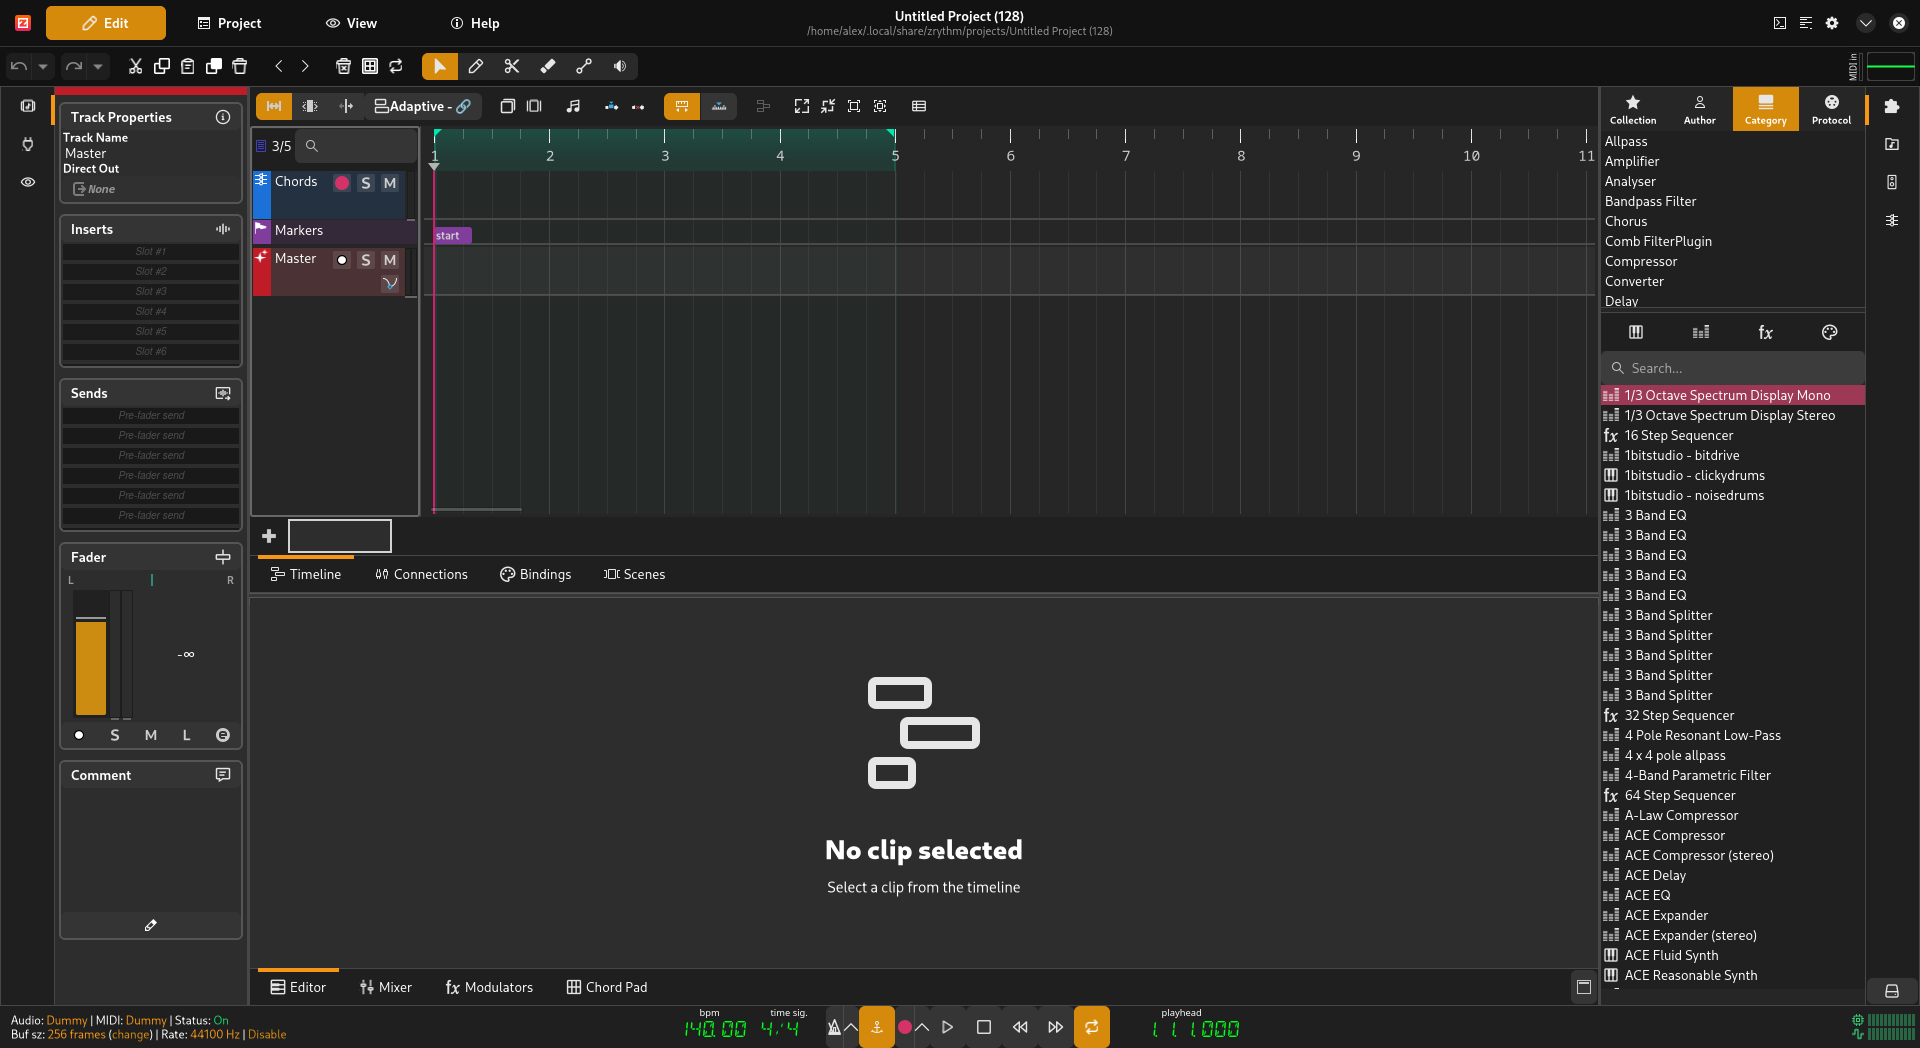 Edit
Project
View
Help
Untitled Project (128)
/home/alex/.local/share/zrythm/projects/Untitled Project (128)
MIDI in
Track Properties
Track Name
Master
Direct Out
None
Inserts
Slot #1
Slot #2
Slot #3
Slot #4
Slot #5
Slot #6
Sends
Pre-fader send
Pre-fader send
Pre-fader send
Pre-fader send
Pre-fader send
Pre-fader send
Fader
L R
-∞
S M L
Comment
Adaptive -
3/5
1 2 3 4 5 6 7 8 9 10 11
Chords S M
Markers
start
Master S M
Timeline
Connections
Bindings
Scenes
No clip selected
Select a clip from the timeline
Editor
Mixer
Modulators
Chord Pad
Collection
Author
Category
Protocol
Allpass
Amplifier
Analyser
Bandpass Filter
Chorus
Comb FilterPlugin
Compressor
Converter
Delay
Search...
1/3 Octave Spectrum Display Mono
1/3 Octave Spectrum Display Stereo
16 Step Sequencer
1bitstudio - bitdrive
1bitstudio - clickydrums
1bitstudio - noisedrums
3 Band EQ
3 Band EQ
3 Band EQ
3 Band EQ
3 Band EQ
3 Band Splitter
3 Band Splitter
3 Band Splitter
3 Band Splitter
3 Band Splitter
32 Step Sequencer
4 Pole Resonant Low-Pass
4 x 4 pole allpass
4-Band Parametric Filter
64 Step Sequencer
A-Law Compressor
ACE Compressor
ACE Compressor (stereo)
ACE Delay
ACE EQ
ACE Expander
ACE Expander (stereo)
ACE Fluid Synth
ACE Reasonable Synth
Audio: Dummy | MIDI: Dummy | Status: On
Buf sz: 256 frames (change) | Rate: 44100 Hz | Disable
bpm
140.00
time sig.
4/4
playhead
1.1.1.000